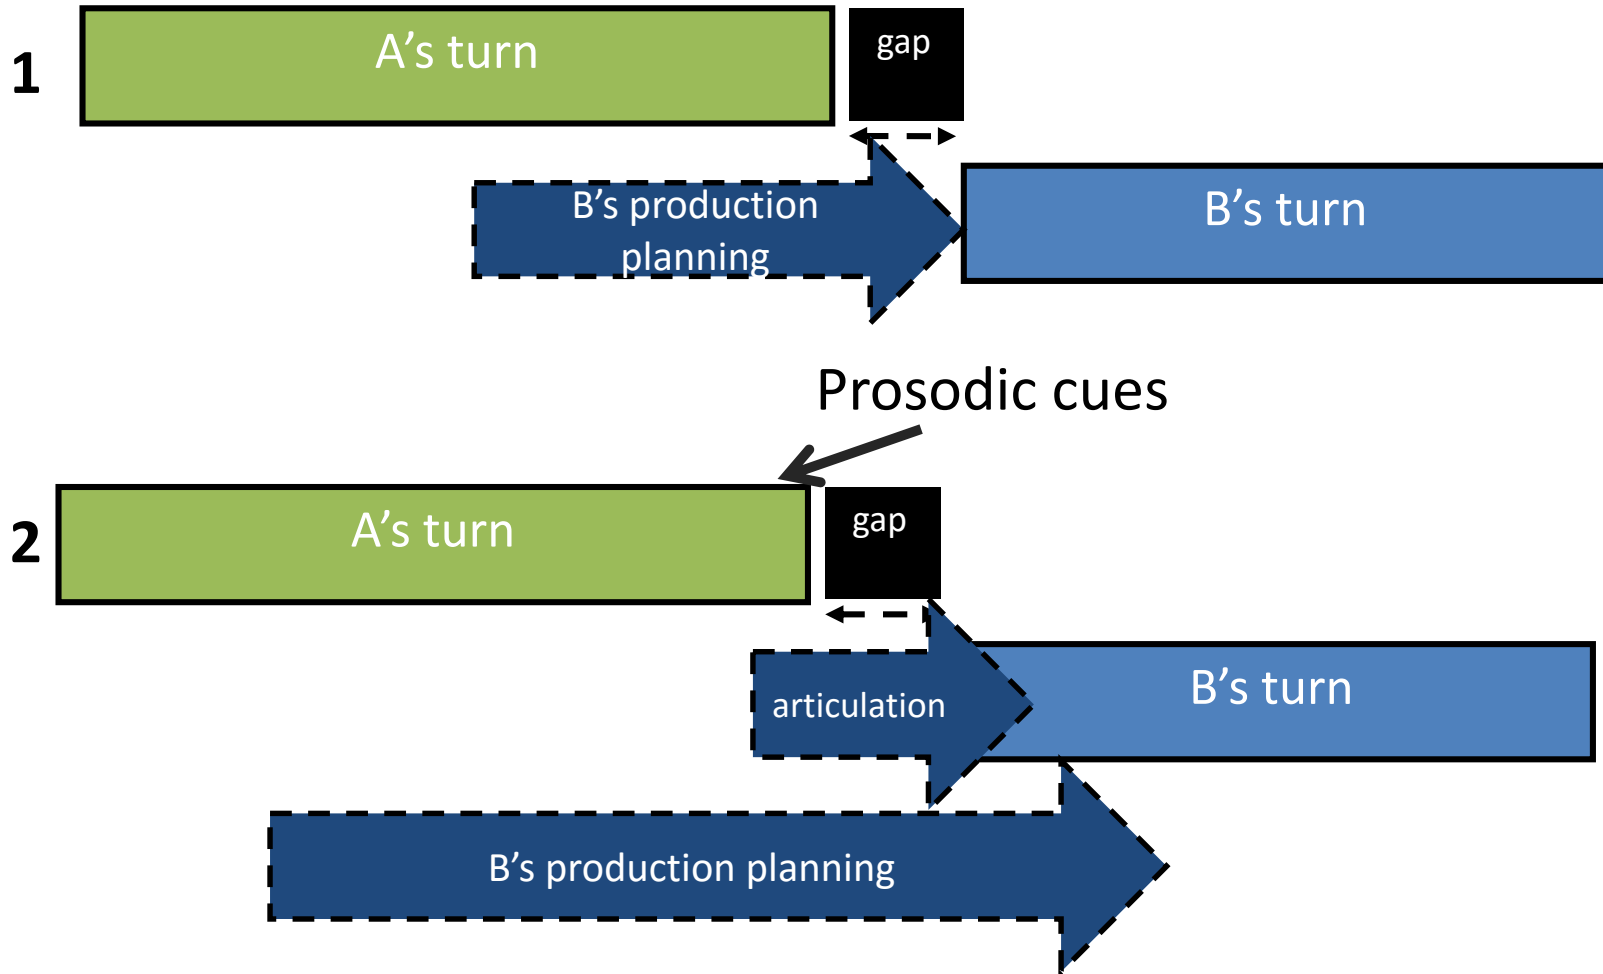 1
A’s turn
gap
B’s production
planning
B’s turn
Prosodic cues
2
A’s turn
gap
articulation
B’s turn
B’s production planning